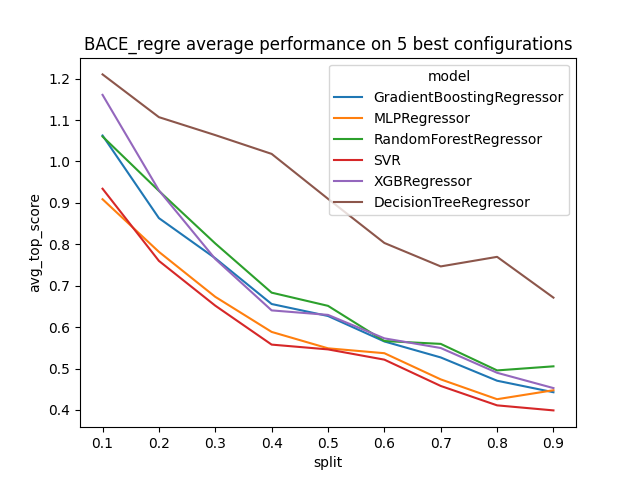 BACE_regre average performance on 5 best configurations
model
GradientBoostingRegressor
MLPRegressor
RandomForestRegressor
SVR
XGBRegressor
DecisionTreeRegressor
avg_top_score
1.2
1.1
1.0
0.9
0.8
0.7
0.6
0.5
0.4
0.1 0.2 0.3 0.4 0.5 0.6 0.7 0.8 0.9
split